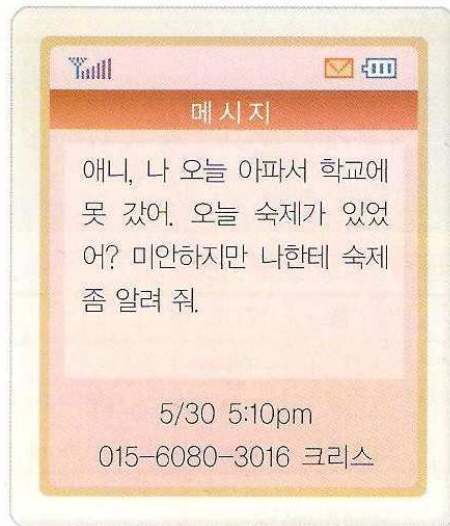 메시지
애니, 나 오늘 아파서 학교에
못 갔어. 오늘 숙제가 있었
어? 미안하지만 나한테 숙제
좀 알려 줘.
5/30 5:10pm
015-6080-3016 크리스